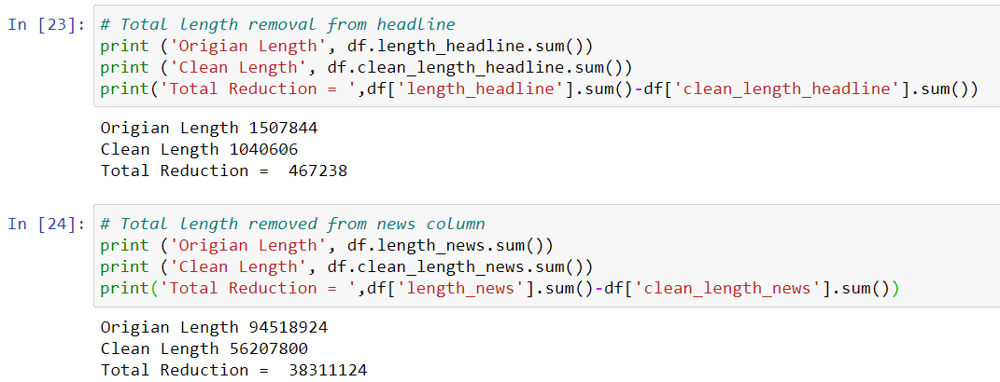 In [23]: # Total length removal from headline
print ('Origian Length', df.length_headline.sum())
print ('Clean Length', df.clean_length_headline.sum())
print('Total Reduction = ',df['length_headline'].sum()-df['clean_length_headline'].sum())
Origian Length 1507844
Clean Length 1040606
Total Reduction =  467238
In [24]: # Total length removed from news column
print ('Origian Length', df.length_news.sum())
print ('Clean Length', df.clean_length_news.sum())
print('Total Reduction = ',df['length_news'].sum()-df['clean_length_news'].sum())
Origian Length 94518924
Clean Length 56207800
Total Reduction =  38311124